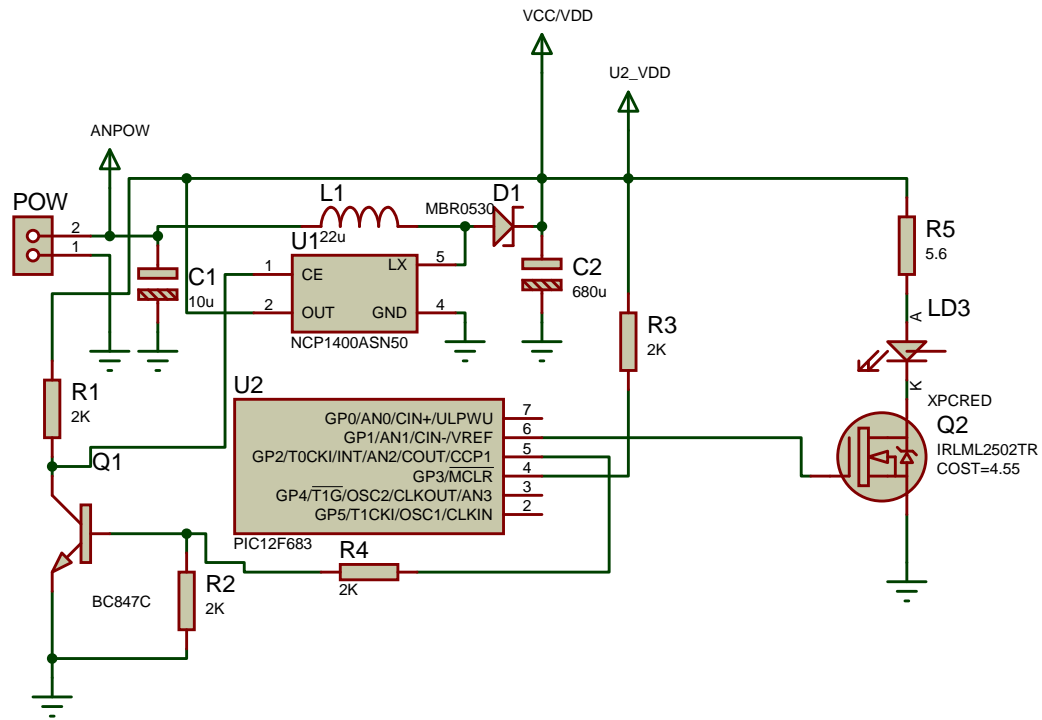 VCC/VDD
U2_VDD
ANPOW
POW
2
1
L1
22u
D1
MBR0530
U1
1
CE
LX
5
2
OUT
GND
4
NCP1400ASN50
C1
10u
C2
680u
R5
5.6
A
LD3
K
XPCRED
R3
2K
R1
2K
Q1
BC847C
U2
GP0/AN0/CIN+/ULPWU
7
GP1/AN1/CIN-/VREF
6
GP2/T0CKI/INT/AN2/COUT/CCP1
5
GP3/MCLR
4
GP4/T1G/OSC2/CLKOUT/AN3
3
GP5/T1CKI/OSC1/CLKIN
2
PIC12F683
Q2
IRLML2502TR
COST=4.55
R4
2K
R2
2K